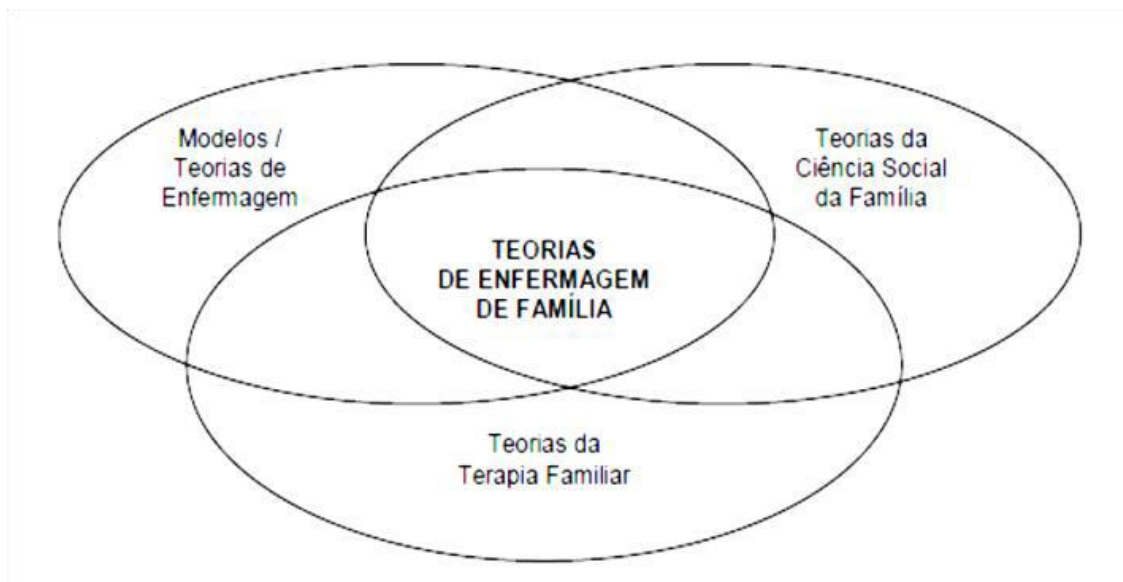 Modelos /
Teorias de
Enfermagem
Teorias da
Ciência Social
da Família
TEORIAS
DE ENFERMAGEM
DE FAMÍLIA
Teorias da
Terapia Familiar